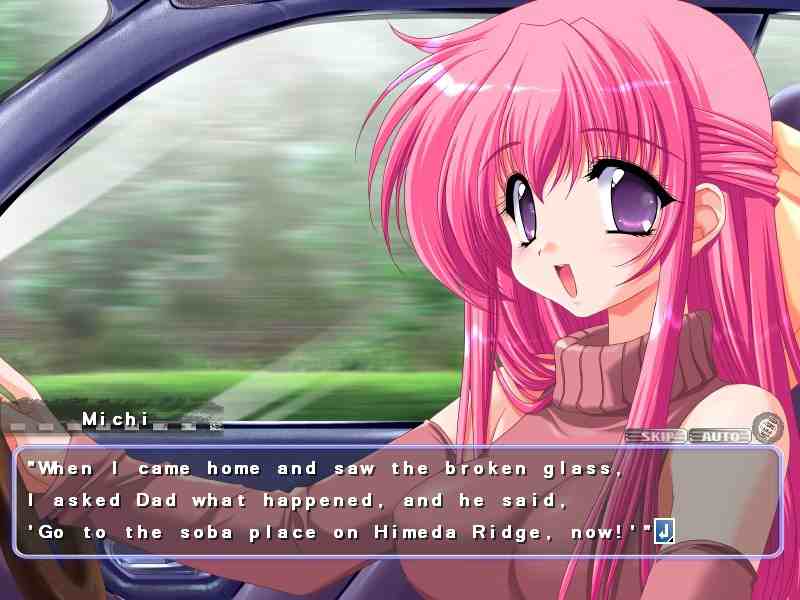 Michi
SKIP AUTO
"When I came home and saw the broken glass,
I asked Dad what happened, and he said,
'Go to the soba place on Himeda Ridge, now!'"